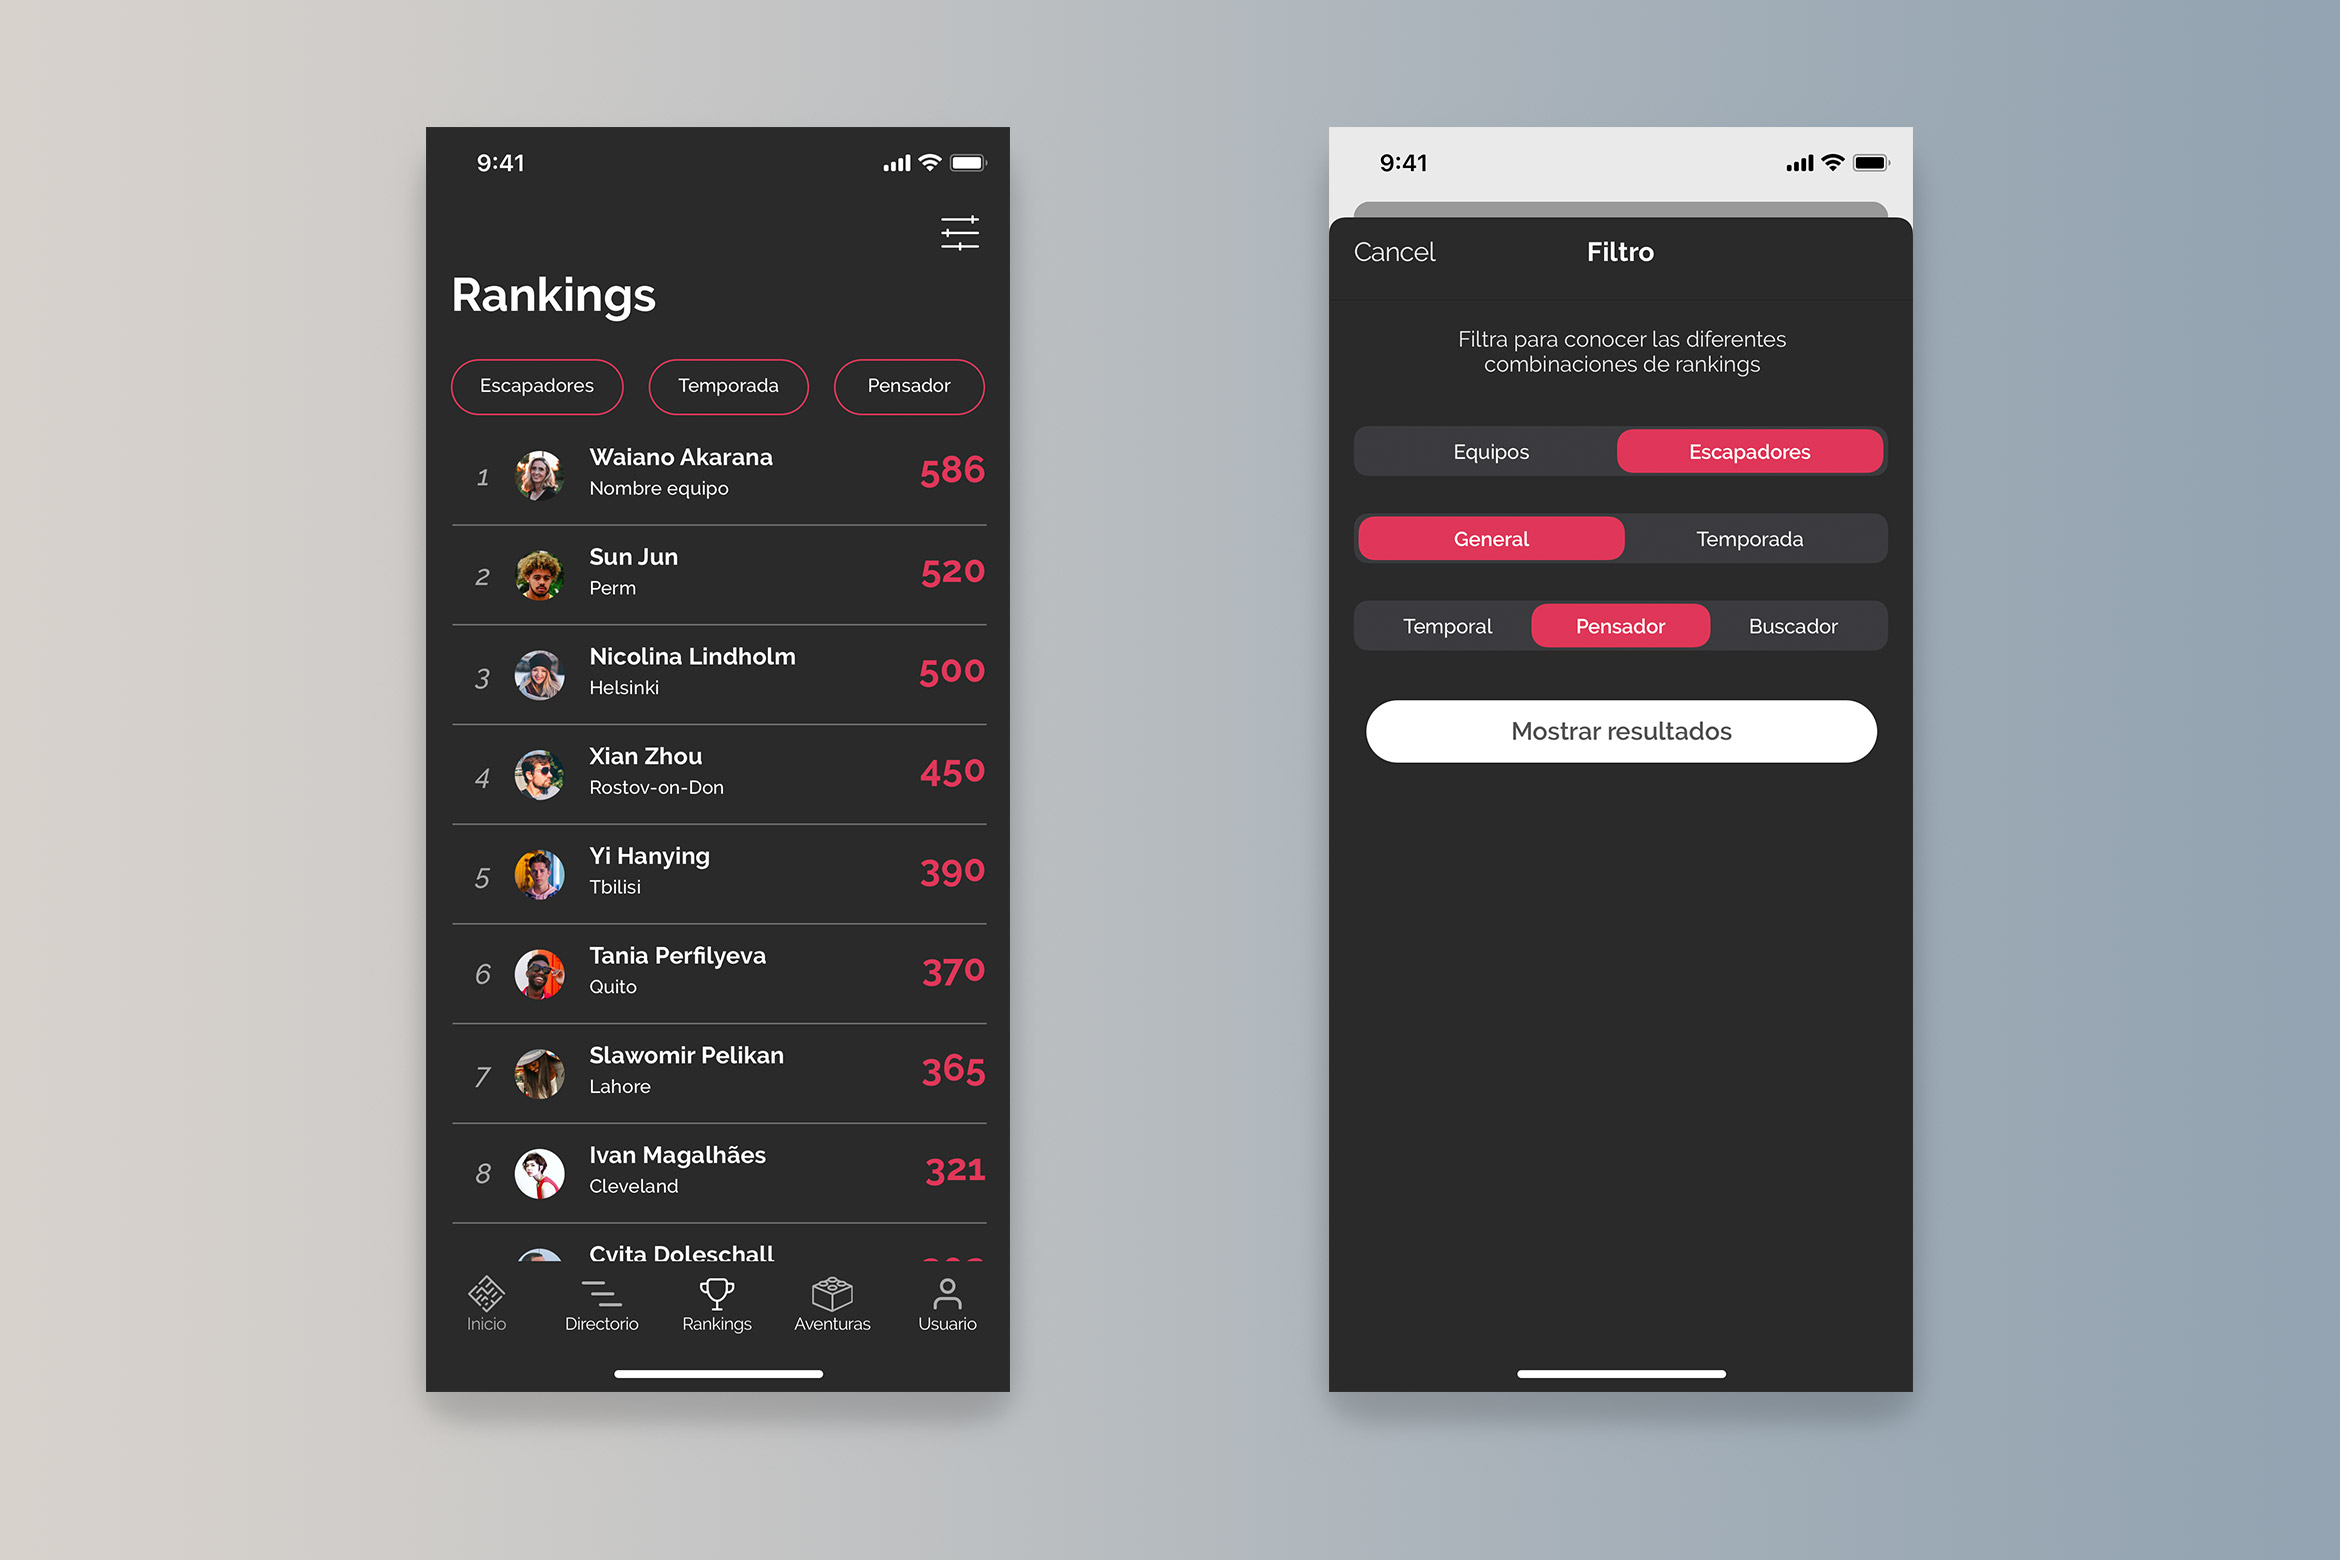 9:41
Rankings
Escapadores Temporada Pensador
1 Waiano Akarana 586
Nombre equipo
2 Sun Jun 520
Perm
3 Nicolina Lindholm 500
Helsinki
4 Xian Zhou 450
Rostov-on-Don
5 Yi Hanying 390
Tbilisi
6 Tania Perfilyeva 370
Quito
7 Slawomir Pelikan 365
Lahore
8 Ivan Magalhães 321
Cleveland
Cvita Doleschall
Inicio Directorio Rankings Aventuras Usuario
9:41
Cancel Filtro
Filtra para conocer las diferentes
combinaciones de rankings
Equipos Escapadores
General Temporada
Temporal Pensador Buscador
Mostrar resultados